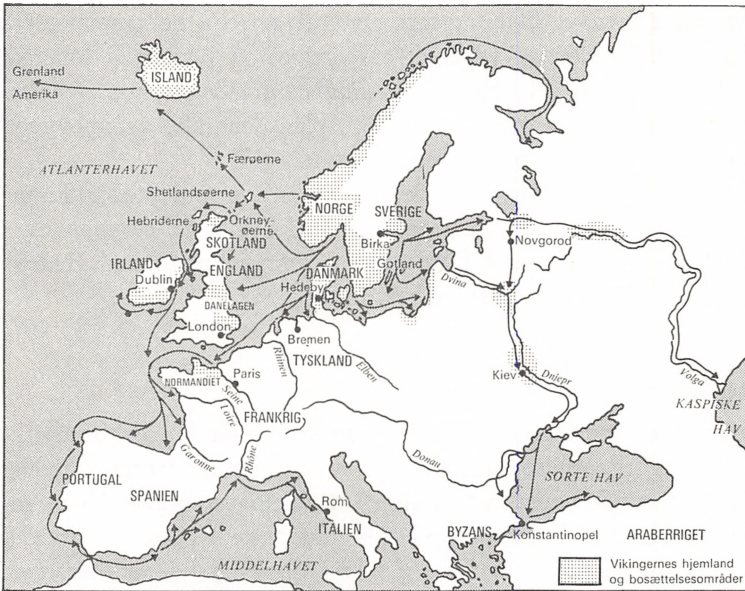 Grønland
Amerika
ISLAND
ATLANTERHAVET
Færøerne
Shetlandsøerne
Hebriderne
Orkney-
øerne
NORGE
SVERIGE
SKOTLAND
Birka
Novgorod
IRLAND
Dublin
ENGLAND
DANMARK
Gotland
Hedeby
Dvina
DANELAGEN
London
Bremen
TYSKLAND
Rhinen
Elben
Kiev
Dniepr
Volga
KASPISKE
HAV
NORMANDIET
Paris
Seine
Loire
FRANKRIG
Garonne
Rhône
Donau
PORTUGAL
SPANIEN
Rom
ITALIEN
SORTE HAV
BYZANS
Konstantinopel
ARABERRIGET
MIDDELHAVET
Vikingernes hjemland
og bosættelsesområder